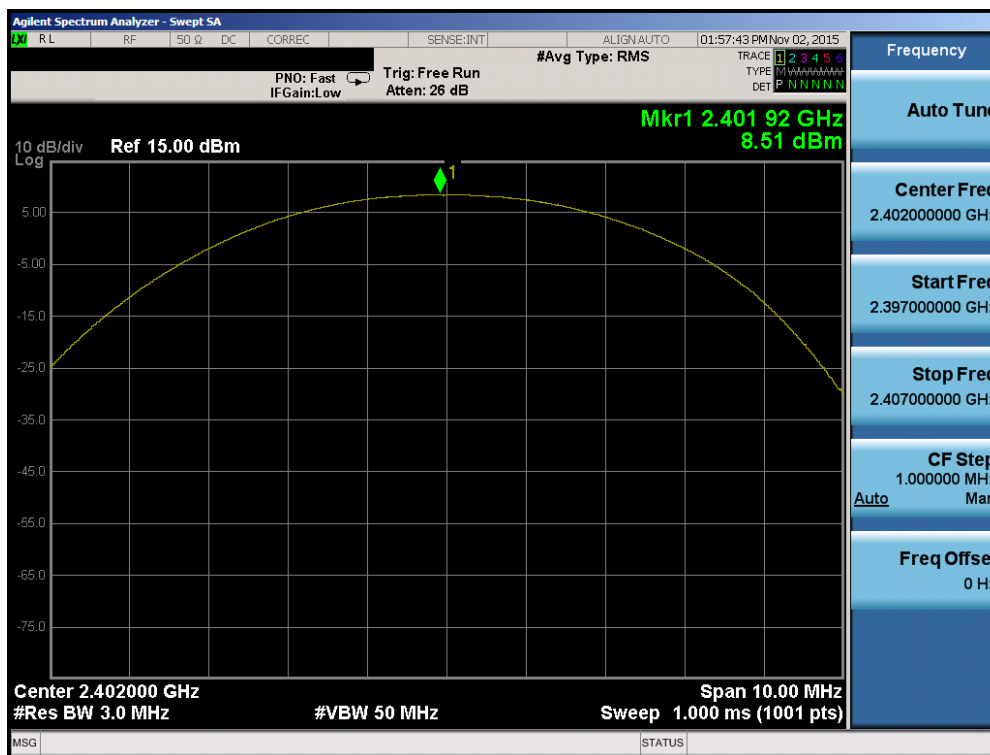 Agilent Spectrum Analyzer - Swept SA
LXI RL RF 50 Ω DC CORREC SENSE:INT ALIGN AUTO 01:57:43 PM Nov 02, 2015
PNO: Fast
IFGain:Low
Trig: Free Run
Atten: 26 dB
#Avg Type: RMS
TRACE 1 2 3 4 5 6
TYPE M
DET P N N N N N
Mkr1 2.401 92 GHz
8.51 dBm
10 dB/div Ref 15.00 dBm
Log
1
5.00
-5.00
-15.0
-25.0
-35.0
-45.0
-55.0
-65.0
-75.0
Center 2.402000 GHz Span 10.00 MHz
#Res BW 3.0 MHz #VBW 50 MHz Sweep 1.000 ms (1001 pts)
MSG STATUS
Frequency
Auto Tun
Center Fre
2.402000000 GH
Start Fre
2.397000000 GH
Stop Fre
2.407000000 GH
CF Ste
1.000000 MH
Auto Ma
Freq Offse
0 H